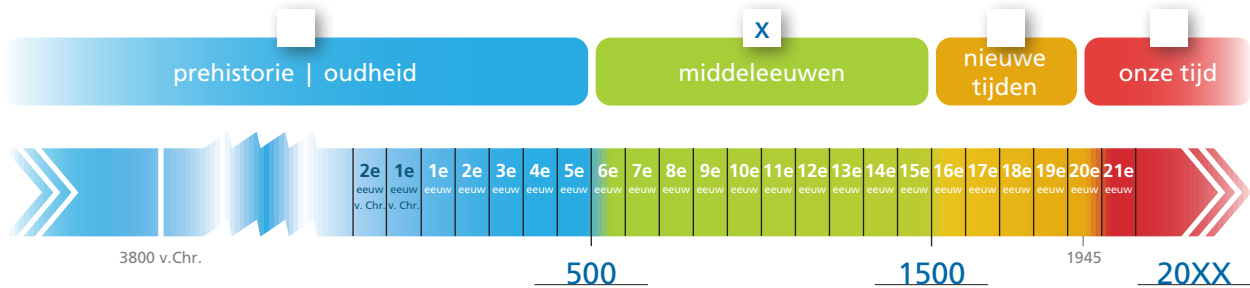 X
prehistorie | oudheid
middeleeuwen
nieuwe
tijden
onze tijd
2e 1e 1e 2e 3e 4e 5e 6e 7e 8e 9e 10e 11e 12e 13e 14e 15e 16e 17e 18e 19e 20e 21e
eeuw eeuw eeuw eeuw eeuw eeuw eeuw eeuw eeuw eeuw eeuw eeuw eeuw eeuw eeuw eeuw eeuw eeuw eeuw eeuw eeuw eeuw eeuw
v. Chr. v. Chr.
3800 v.Chr.
500
1500
1945
20XX